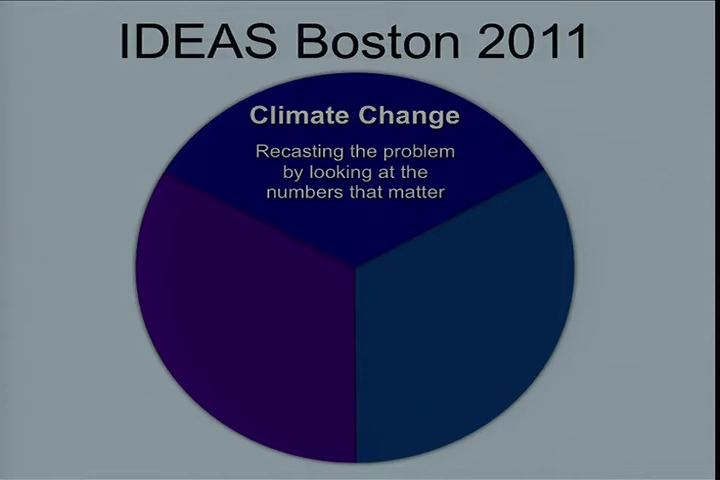 IDEAS Boston 2011
Climate Change
Recasting the problem
by looking at the
numbers that matter